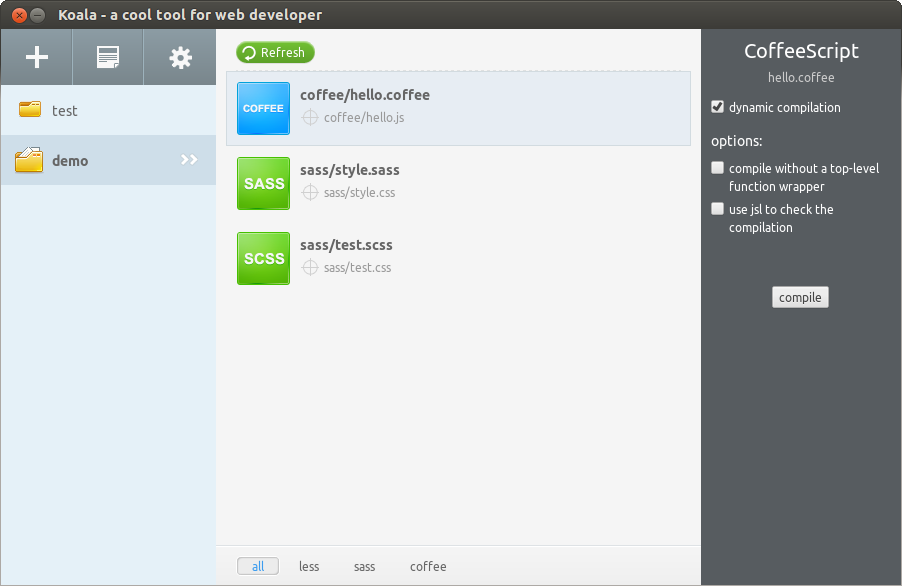 Koala - a cool tool for web developer
test
demo
Refresh
COFFEE
coffee/hello.coffee
coffee/hello.js
SASS
sass/style.sass
sass/style.css
SCSS
sass/test.scss
sass/test.css
all
less
sass
coffee
CoffeeScript
hello.coffee
dynamic compilation
options:
compile without a top-level
function wrapper
use jsl to check the
compilation
compile